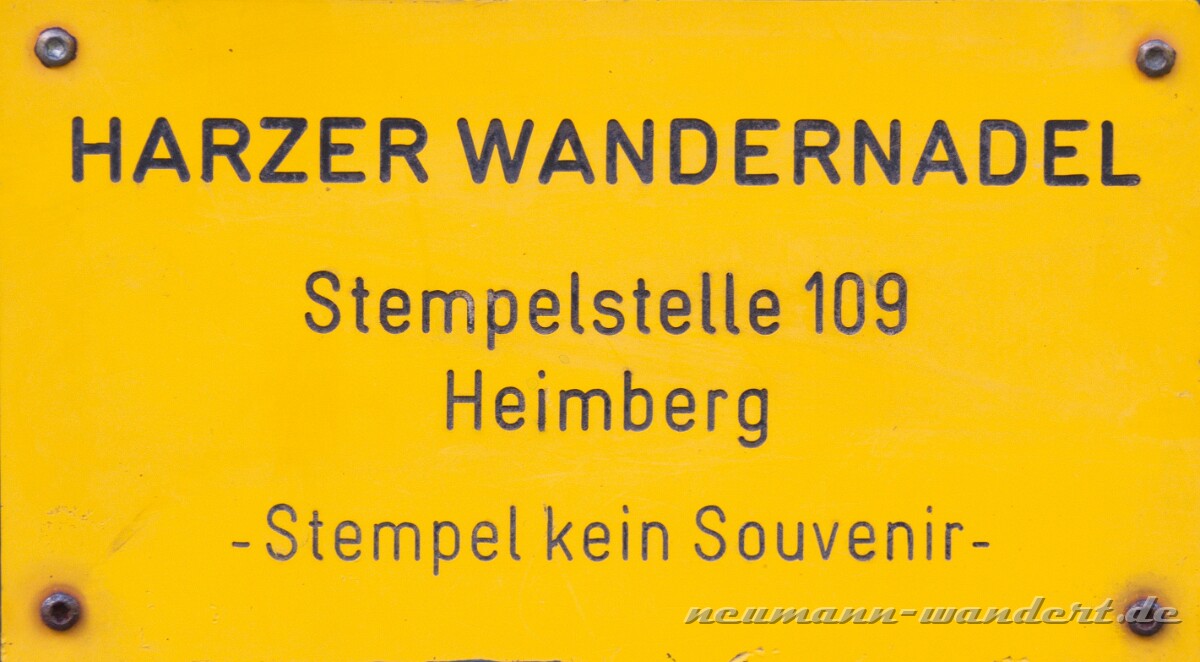 HARZER WANDERNADEL
Stempelstelle 109
Heimberg
-Stempel kein Souvenir-
neumann-wandert.de